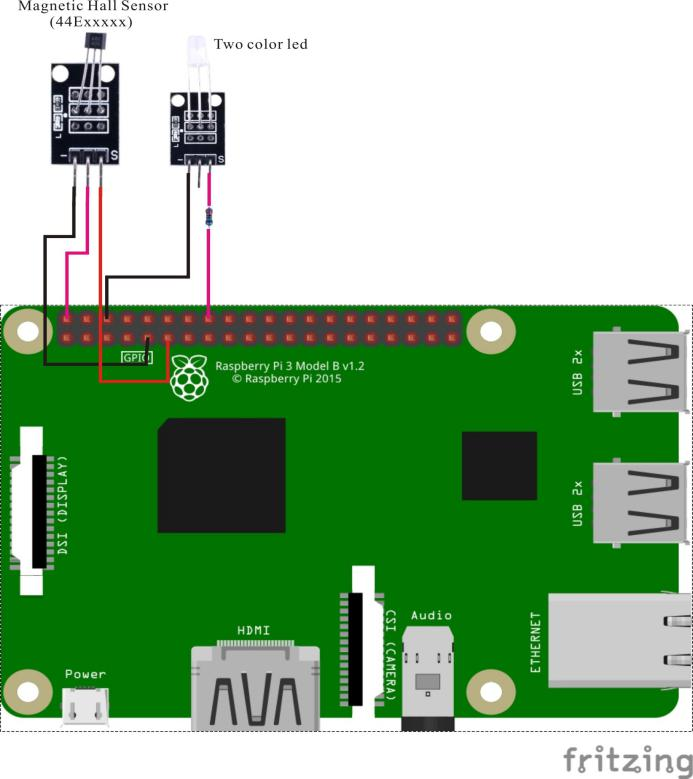 Magnetic Hall Sensor
(44Exxxxx)
Two color led
L
- S
L
- S
GPIO
Raspberry Pi 3 Model B v1.2
© Raspberry Pi 2015
USB 2x
DSI (DISPLAY)
USB 2x
HDMI
CSI (CAMERA)
Audio
ETHERNET
Power
fritzing